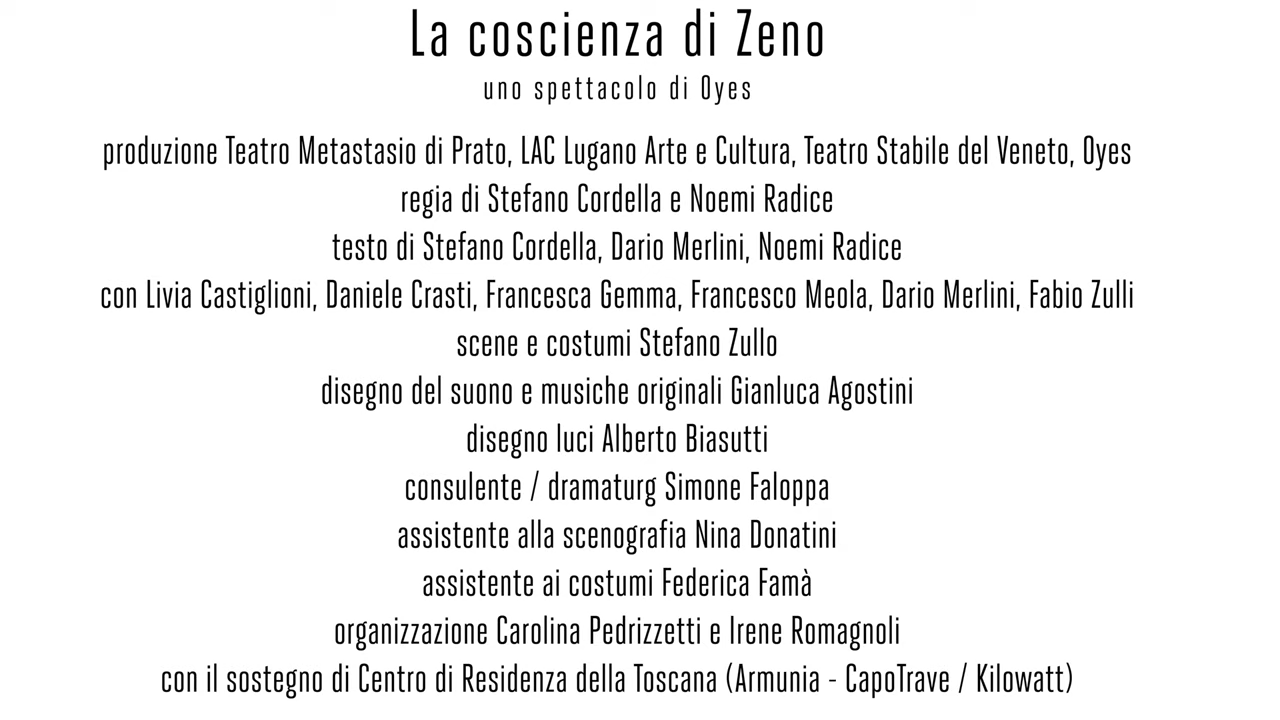 La coscienza di Zeno
uno spettacolo di Oyes
produzione Teatro Metastasio di Prato, LAC Lugano Arte e Cultura, Teatro Stabile del Veneto, Oyes
regia di Stefano Cordella e Noemi Radice
testo di Stefano Cordella, Dario Merlini, Noemi Radice
con Livia Castiglioni, Daniele Crasti, Francesca Gemma, Francesco Meola, Dario Merlini, Fabio Zulli
scene e costumi Stefano Zullo
disegno del suono e musiche originali Gianluca Agostini
disegno luci Alberto Biasutti
consulente / dramaturg Simone Faloppa
assistente alla scenografia Nina Donatini
assistente ai costumi Federica Famà
organizzazione Carolina Pedrizzetti e Irene Romagnoli
con il sostegno di Centro di Residenza della Toscana (Armunia - CapoTrave / Kilowatt)